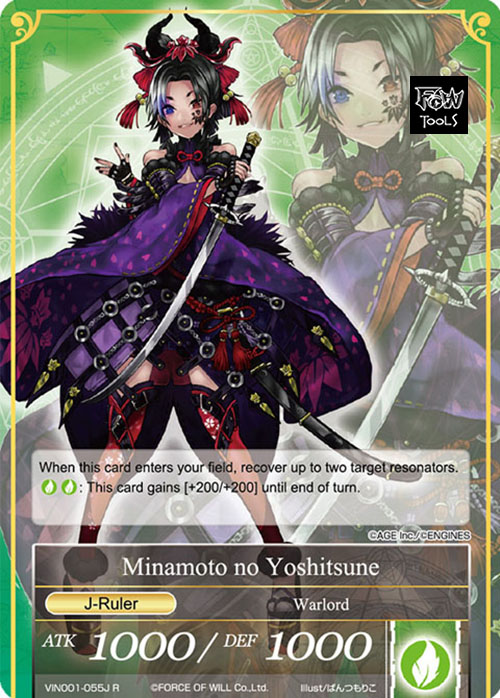 FOW
TOOLS
When this card enters your field, recover up to two target resonators.
: This card gains [+200/+200] until end of turn.
©AGE Inc./©ENGINES
Minamoto no Yoshitsune
J-Ruler
Warlord
ATK 1000/ DEF 1000
VIN001-055J R ©FORCE OF WILL Co.,Ltd. Illust/ぱんつもりこ